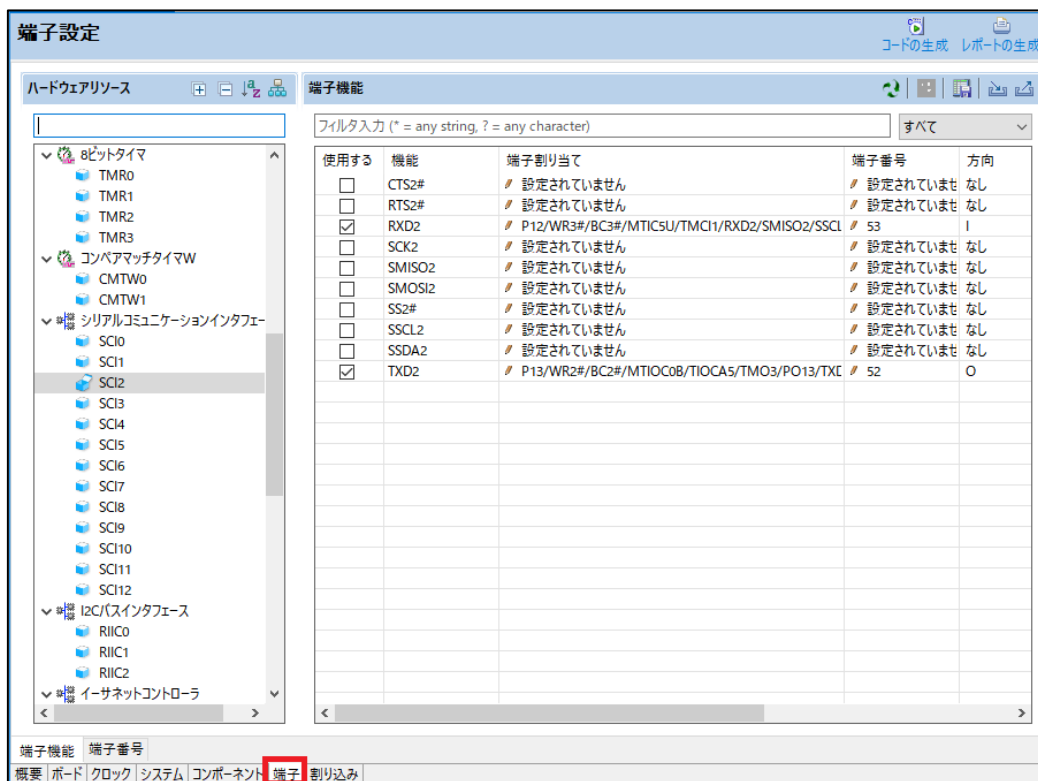 端子設定
コードの生成 レポートの生成
ハードウェアリソース
端子機能
フィルタ入力 (* = any string, ? = any character)
すべて
8ビットタイマ
TMR0
TMR1
TMR2
TMR3
コンペアマッチタイマW
CMTW0
CMTW1
シリアルコミュニケーションインタフェー
SCI0
SCI1
SCI2
SCI3
SCI4
SCI5
SCI6
SCI7
SCI8
SCI9
SCI10
SCI11
SCI12
I2Cバスインタフェース
RIIC0
RIIC1
RIIC2
イーサネットコントローラ
使用する 機能 端子割り当て 端子番号 方向
CTS2# 設定されていません 設定されていませ なし
RTS2# 設定されていません 設定されていませ なし
RXD2 P12/WR3#/BC3#/MTIC5U/TMCI1/RXD2/SMISO2/SSCL 53 I
SCK2 設定されていません 設定されていませ なし
SMISO2 設定されていません 設定されていませ なし
SMOSI2 設定されていません 設定されていませ なし
SS2# 設定されていません 設定されていませ なし
SSCL2 設定されていません 設定されていませ なし
SSDA2 設定されていません 設定されていませ なし
TXD2 P13/WR2#/BC2#/MTIOC0B/TIOCA5/TMO3/PO13/TXD 52 O
端子機能 端子番号
概要 ボード クロック システム コンポーネント 端子 割り込み